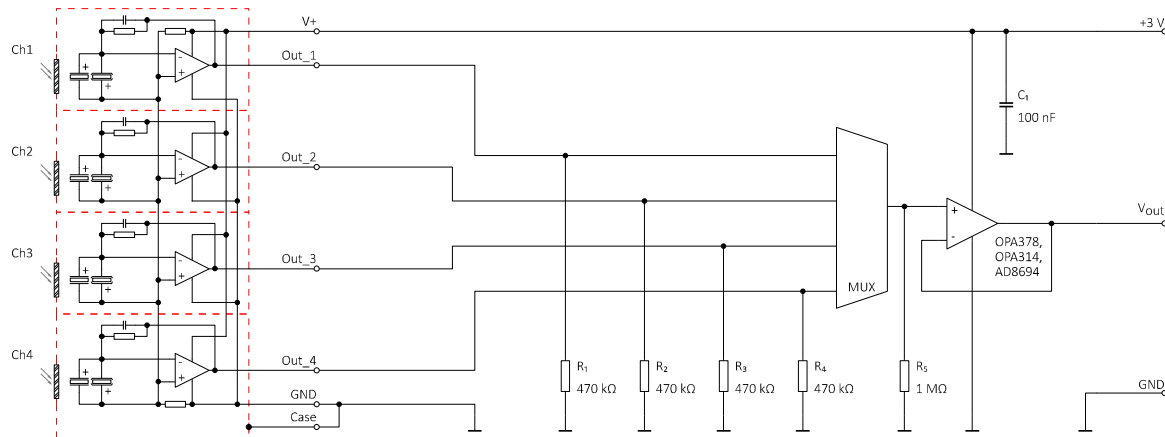 V+
+3 V
Ch1
Out_1
C₁
100 nF
Ch2
Out_2
Vout
OPA378,
OPA314,
AD8694
Ch3
Out_3
MUX
Ch4
Out_4
R₁
470 kΩ
R₂
470 kΩ
R₃
470 kΩ
R₄
470 kΩ
R₅
1 MΩ
GND
GND
Case